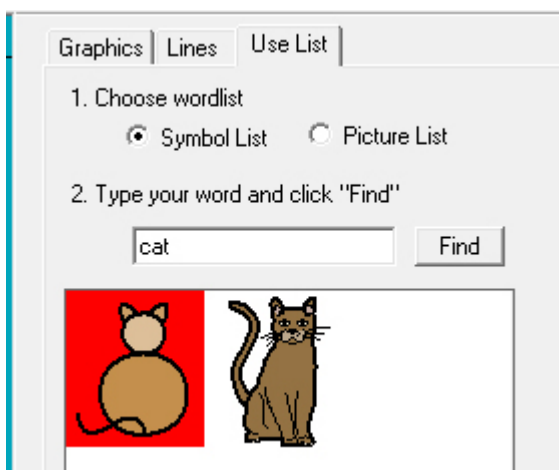 Graphics Lines Use List
1. Choose wordlist
Symbol List Picture List
2. Type your word and click "Find"
cat Find